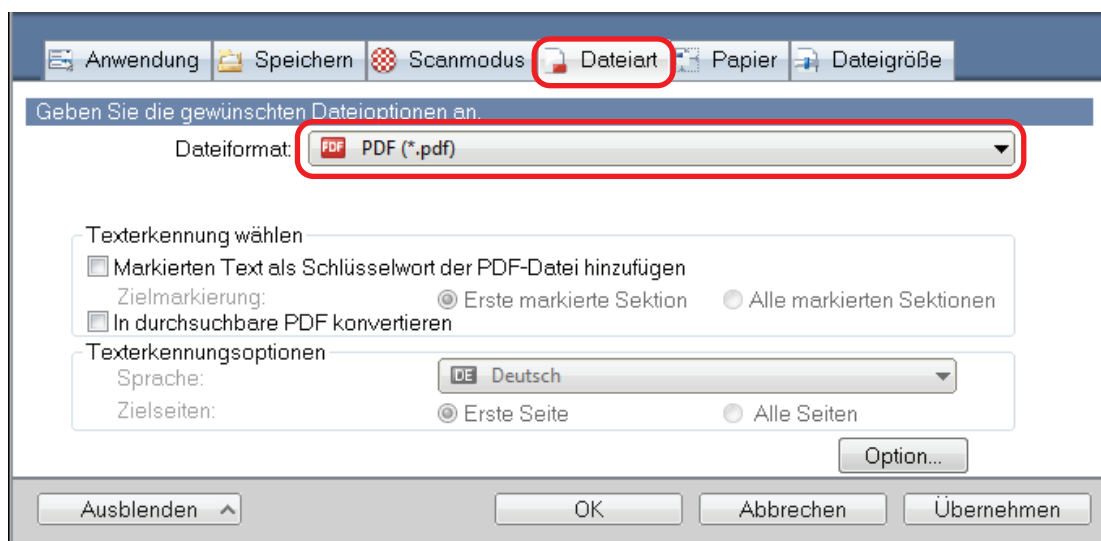 Anwendung Speichern Scanmodus Dateiart Papier Dateigröße
Geben Sie die gewünschten Dateioptionen an.
Dateiformat: PDF PDF (*.pdf)
Texterkennung wählen
Markierten Text als Schlüsselwort der PDF-Datei hinzufügen
Zielmarkierung: Erste markierte Sektion Alle markierten Sektionen
In durchsuchbare PDF konvertieren
Texterkennungsoptionen
Sprache: DE Deutsch
Zielseiten: Erste Seite Alle Seiten
Option...
Ausblenden OK Abbrechen Übernehmen